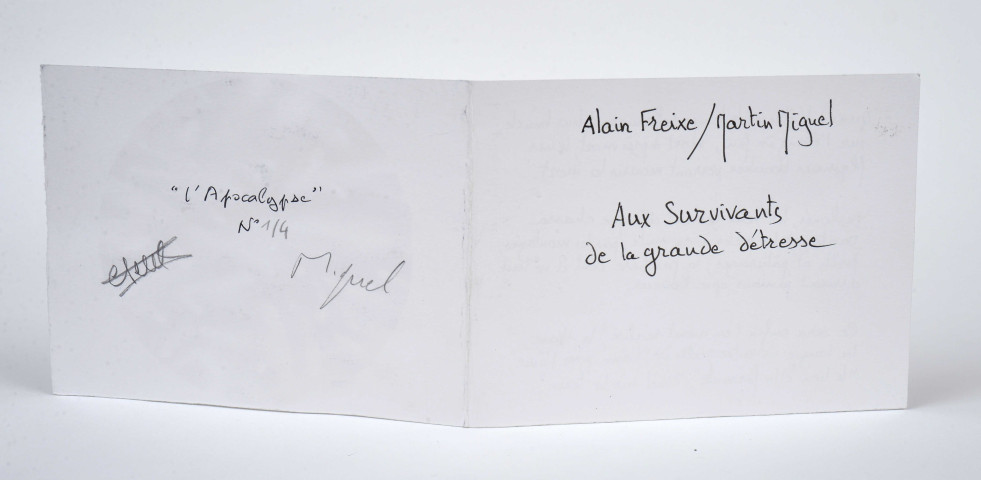 "l'Apocalypse"
N° 1/4
Miguel
Alain Freixe/Martin Miguel
Aux Survivants
de la grande détresse